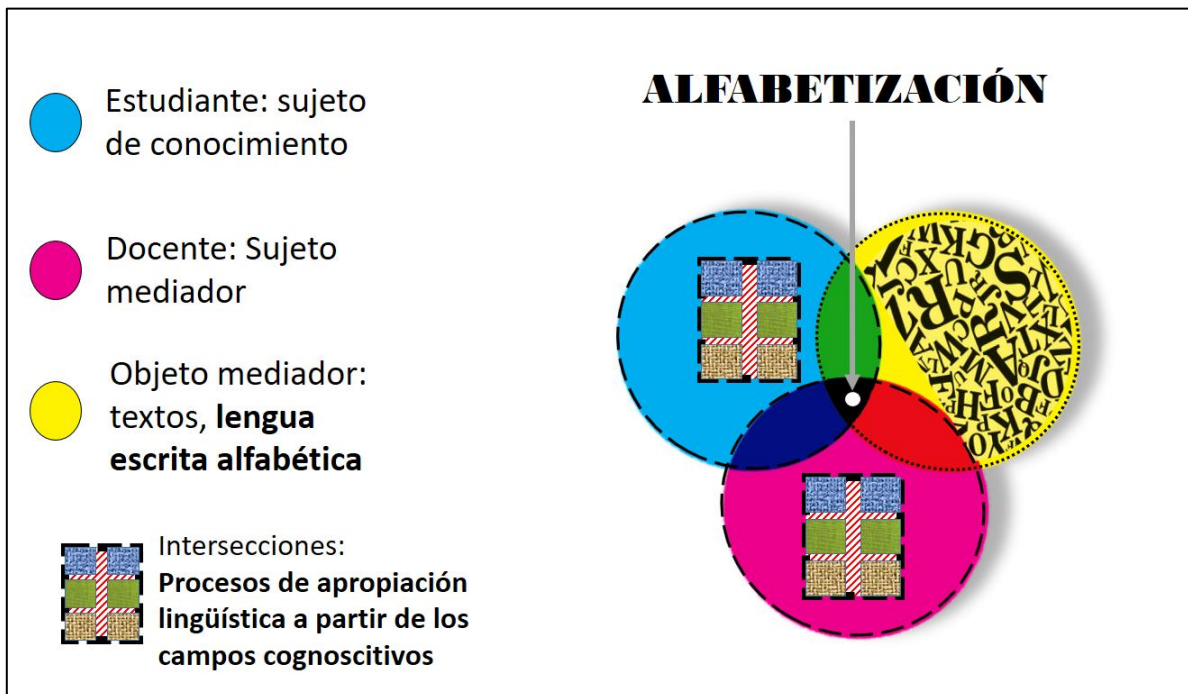 Estudiante: sujeto
de conocimiento
Docente: Sujeto
mediador
Objeto mediador:
textos, lengua
escrita alfabética
Intersecciones:
Procesos de apropiación
lingüística a partir de los
campos cognoscitivos
ALFABETIZACIÓN